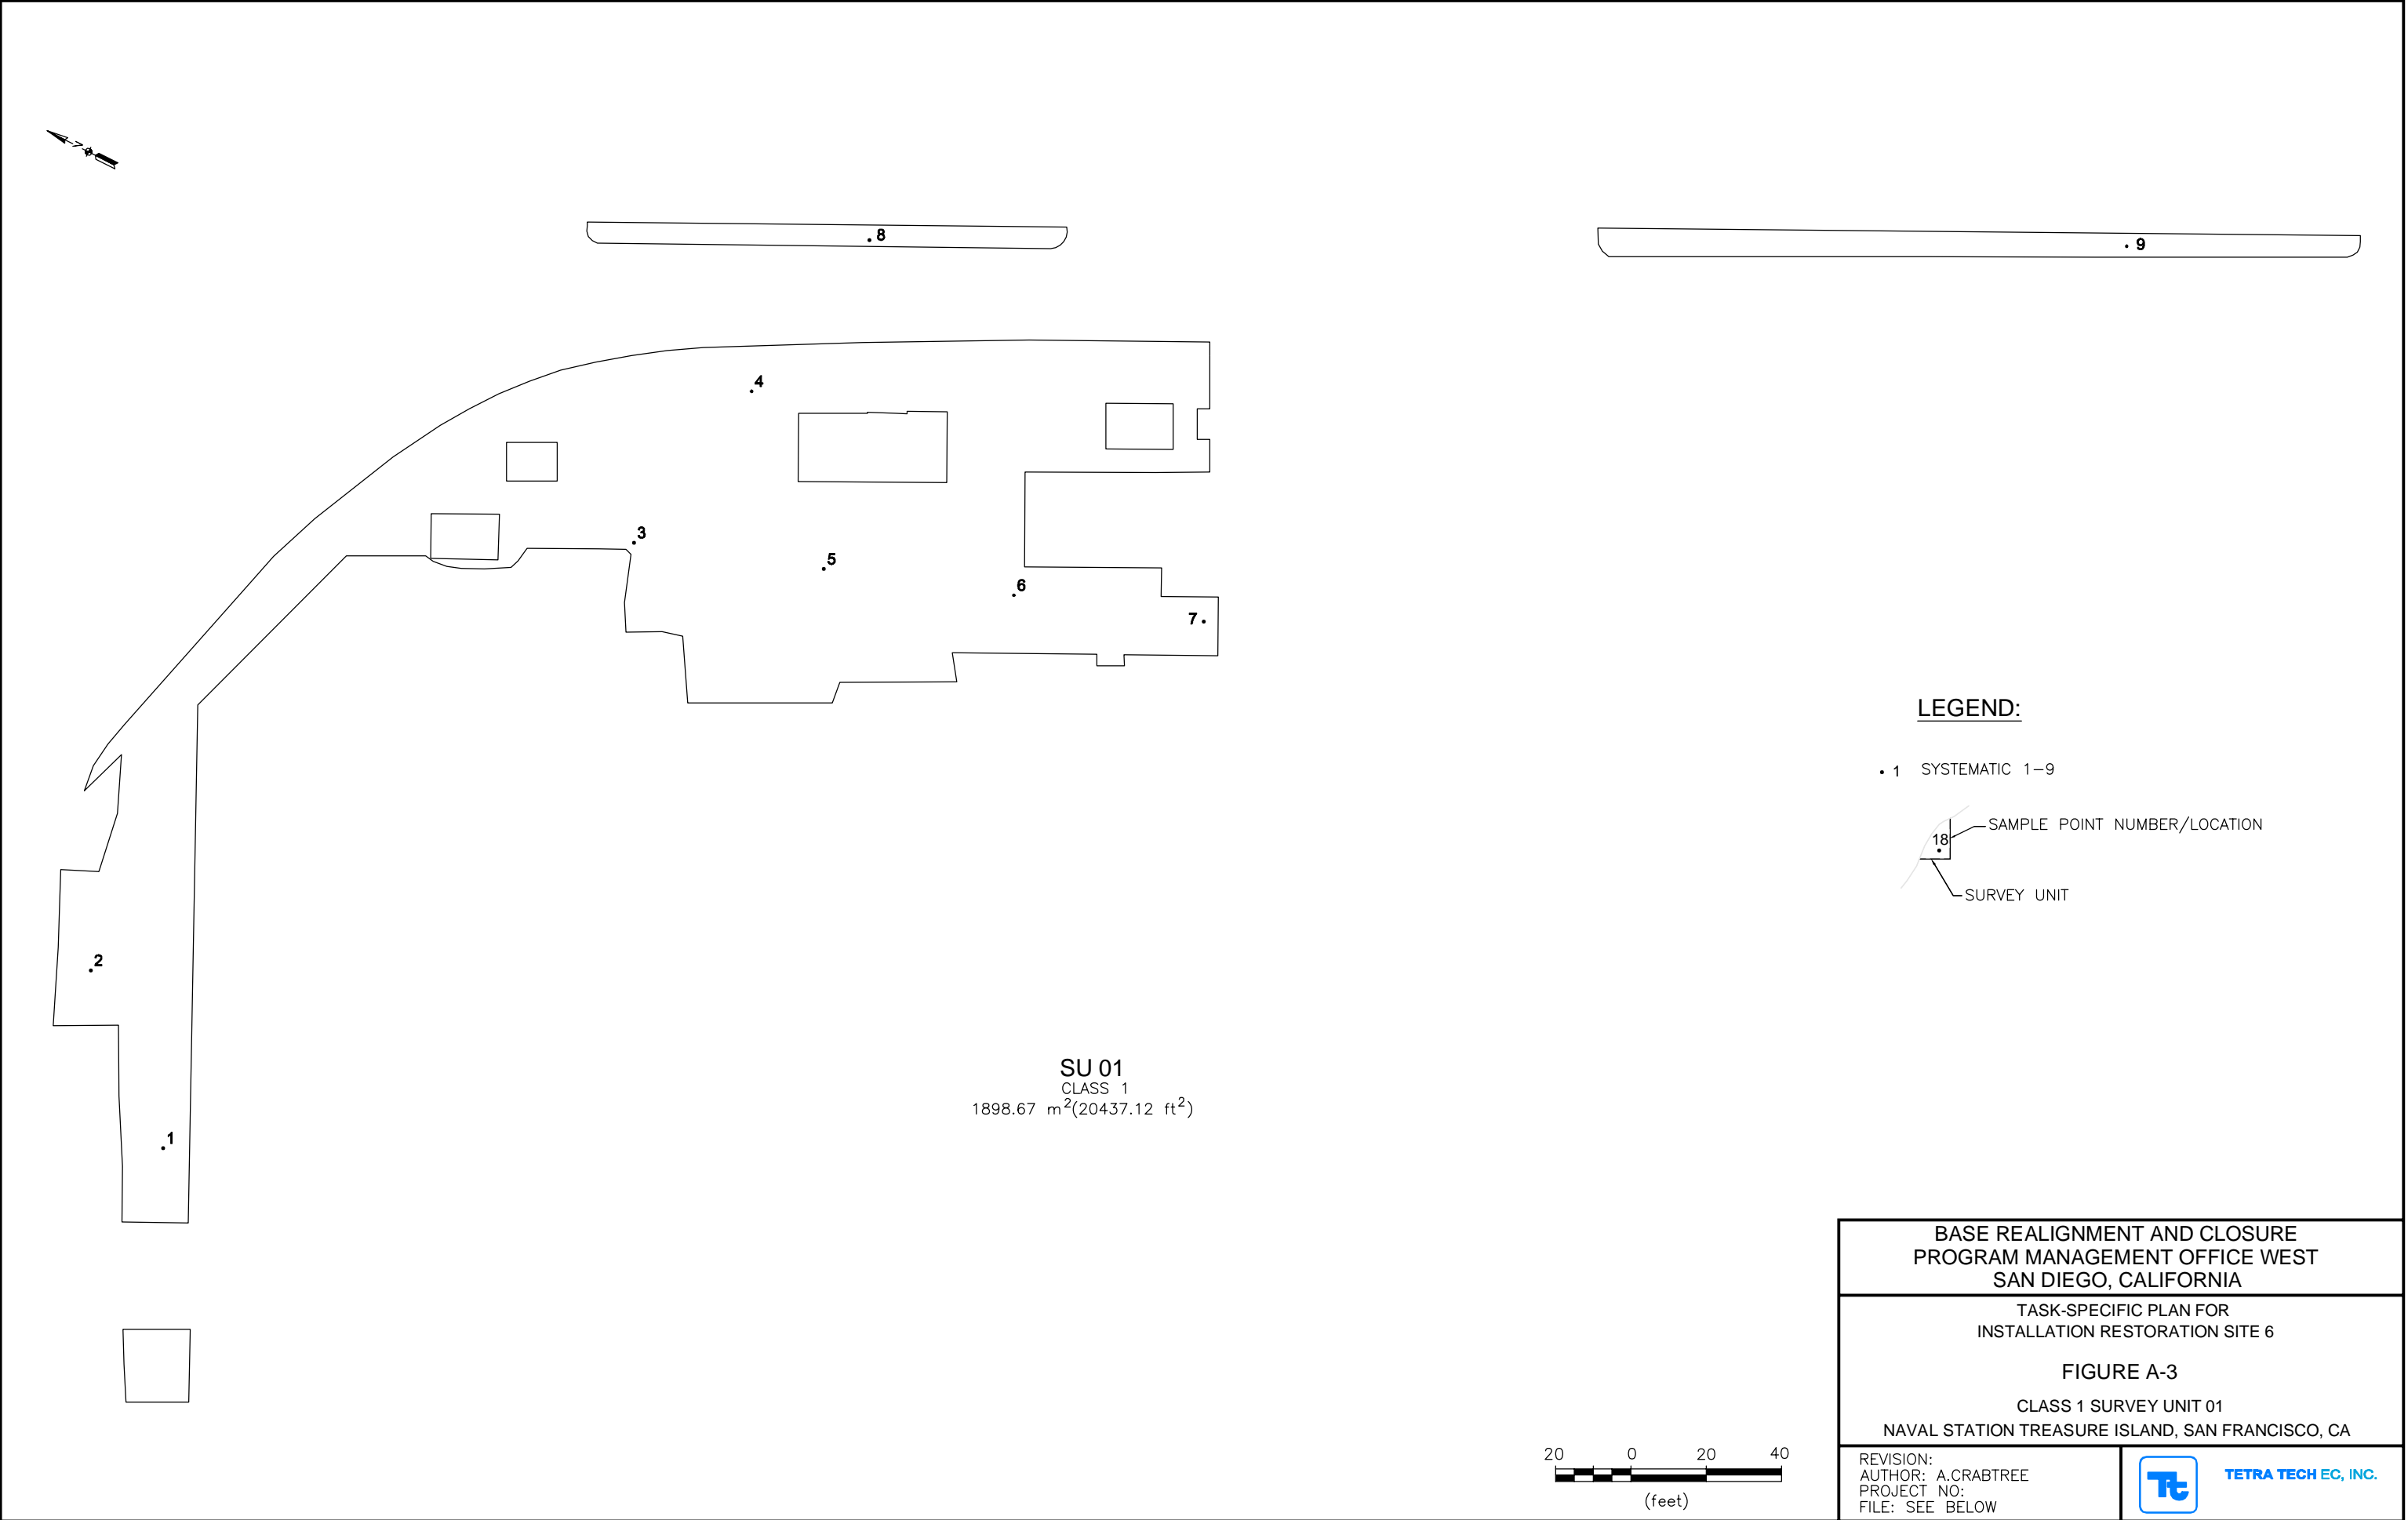 N
8
9
4
3
5
6
7
2
1
LEGEND:
1 SYSTEMATIC 1-9
18
SAMPLE POINT NUMBER/LOCATION
SURVEY UNIT
SU 01
CLASS 1
1898.67 m²(20437.12 ft²)
20 0 20 40
(feet)
BASE REALIGNMENT AND CLOSURE
PROGRAM MANAGEMENT OFFICE WEST
SAN DIEGO, CALIFORNIA
TASK-SPECIFIC PLAN FOR
INSTALLATION RESTORATION SITE 6
FIGURE A-3
CLASS 1 SURVEY UNIT 01
NAVAL STATION TREASURE ISLAND, SAN FRANCISCO, CA
REVISION:
AUTHOR: A.CRABTREE
PROJECT NO:
FILE: SEE BELOW
Tt
TETRA TECH EC, INC.